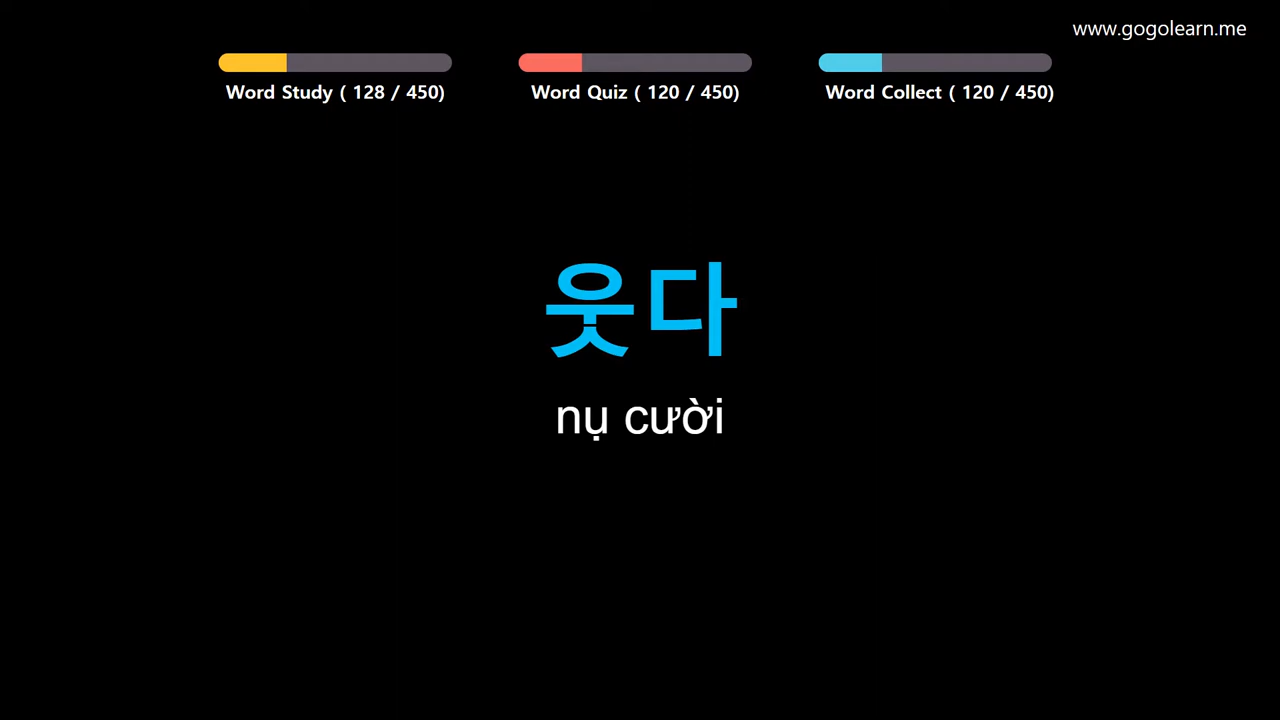 www.gogolearn.me
Word Study ( 128 / 450)
Word Quiz ( 120 / 450)
Word Collect ( 120 / 450)
웃다
nụ cười